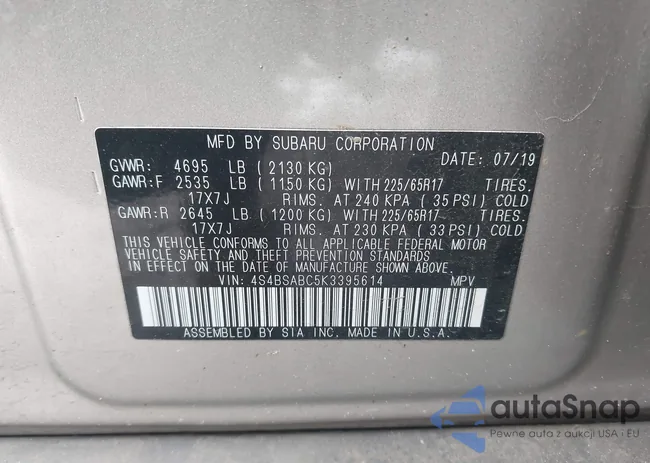 MFD BY SUBARU CORPORATION
GVWR: 4695 LB (2130 KG) DATE: 07/19
GAWR:F 2535 LB (1150 KG) WITH 225/65R17 TIRES.
17X7J RIMS. AT 240 KPA (35 PSI) COLD
GAWR:R 2645 LB (1200 KG) WITH 225/65R17 TIRES.
17X7J RIMS. AT 230 KPA (33 PSI) COLD
THIS VEHICLE CONFORMS TO ALL APPLICABLE FEDERAL MOTOR
VEHICLE SAFETY AND THEFT PREVENTION STANDARDS
IN EFFECT ON THE DATE OF MANUFACTURE SHOWN ABOVE.
VIN: 4S4BSABC5K3395614 MPV
ASSEMBLED BY SIA INC. MADE IN U.S.A
autoSnap
Pewne auta z aukcji USA i EU